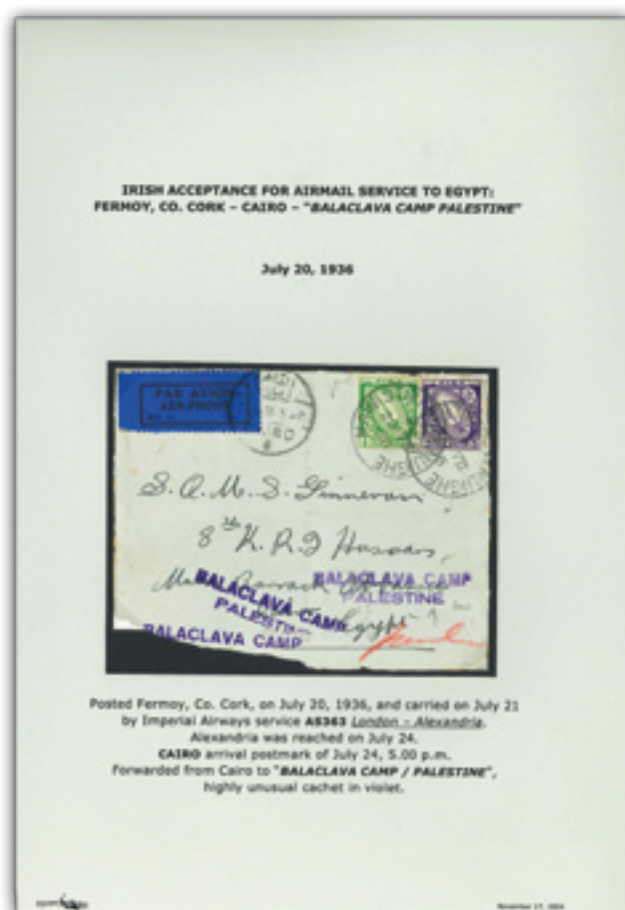 IRISH ACCEPTANCE FOR AIRMAIL SERVICE TO EGYPT:
FERMOY, CO. CORK – CAIRO – "BALACLAVA CAMP PALESTINE"
July 20, 1936
PAR AVION
CAIRO
S. Q. M. S. Finneran
8th K. R. I Hussars,
BALACLAVA CAMP
PALESTINE
BALACLAVA CAMP
PALESTINE
Egypt
BALACLAVA CAMP
Posted Fermoy, Co. Cork, on July 20, 1936, and carried on July 21
by Imperial Airways service AS363 London – Alexandria.
Alexandria was reached on July 24.
CAIRO arrival postmark of July 24, 5.00 p.m.
Forwarded from Cairo to "BALACLAVA CAMP / PALESTINE",
highly unusual cachet in violet.
November 17, 2004